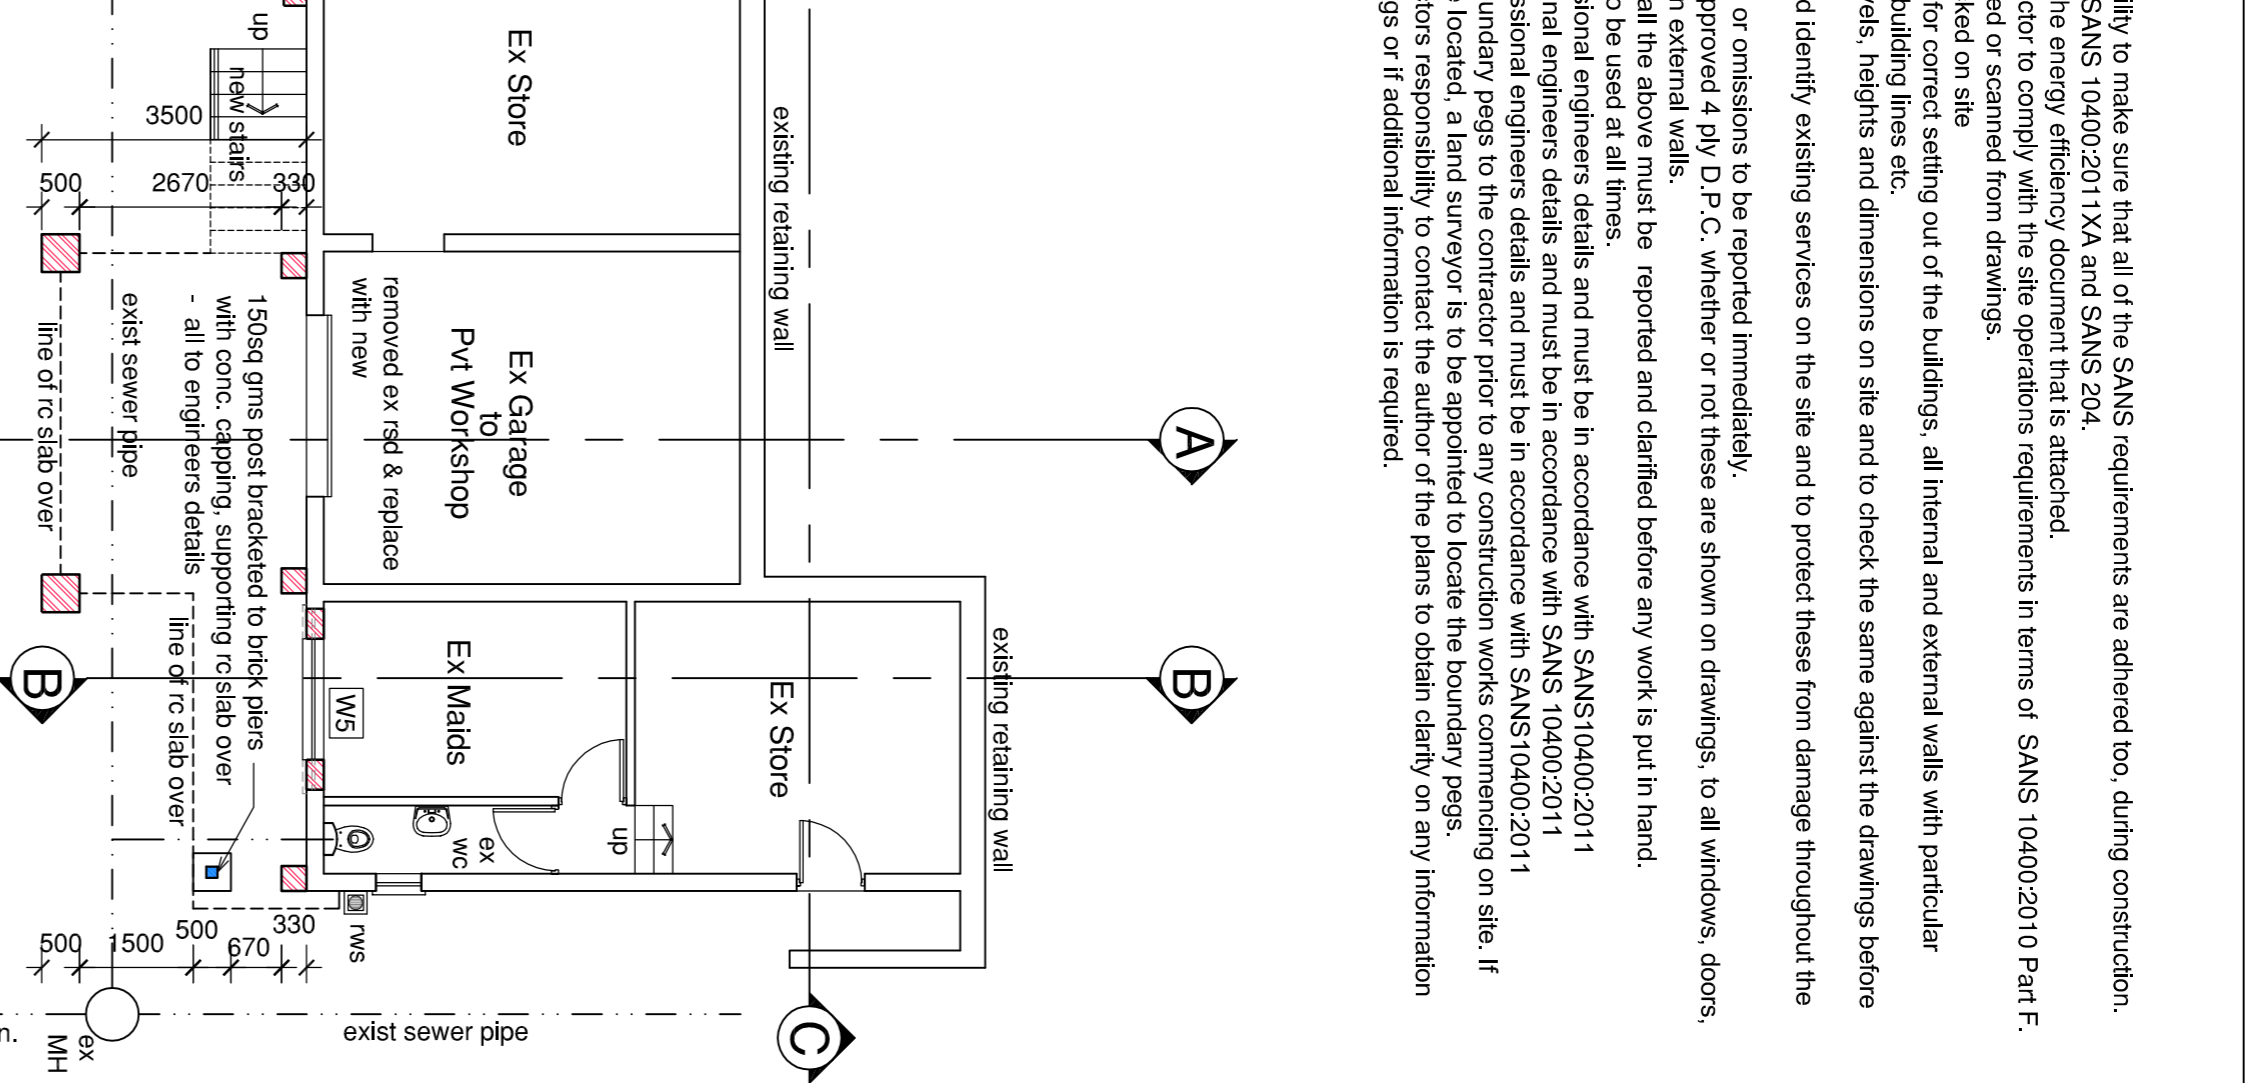 ility to make sure that all of the SANS requirements are adhered too, during construction.
SANS 10400:2011XA and SANS 204.
he energy efficiency document that is attached.
ctor to comply with the site operations requirements in terms of SANS 10400:2010 Part F.
ed or scanned from drawings.
ked on site
for correct setting out of the buildings, all internal and external walls with particular
building lines etc.
vels, heights and dimensions on site and to check the same against the drawings before
d identify existing services on the site and to protect these from damage throughout the
or omissions to be reported immediately.
pproved 4 ply D.P.C. whether or not these are shown on drawings, to all windows, doors,
n external walls.
all the above must be reported and clarified before any work is put in hand.
o be used at all times.
sional engineers details and must be in accordance with SANS10400:2011
nal engineers details and must be in accordance with SANS 10400:2011
ssional engineers details and must be in accordance with SANS10400:2011
undary pegs to the contractor prior to any construction works commencing on site. If
e located, a land surveyor is to be appointed to locate the boundary pegs.
ctors responsibility to contact the author of the plans to obtain clarity on any information
gs or if additional information is required.
A
B
C
B
existing retaining wall
existing retaining wall
Ex Store
Ex Garage
to
Pvt Workshop
removed ex rsd & replace
with new
Ex Store
Ex Maids
W5
up
ex
wc
rws
up
new stairs
150sq gms post bracketed to brick piers
with conc. capping, supporting rc slab over
- all to engineers details
line of rc slab over
exist sewer pipe
line of rc slab over
3500
500
2670
330
500
1500
500
670
330
exist sewer pipe
ex
MH
n.